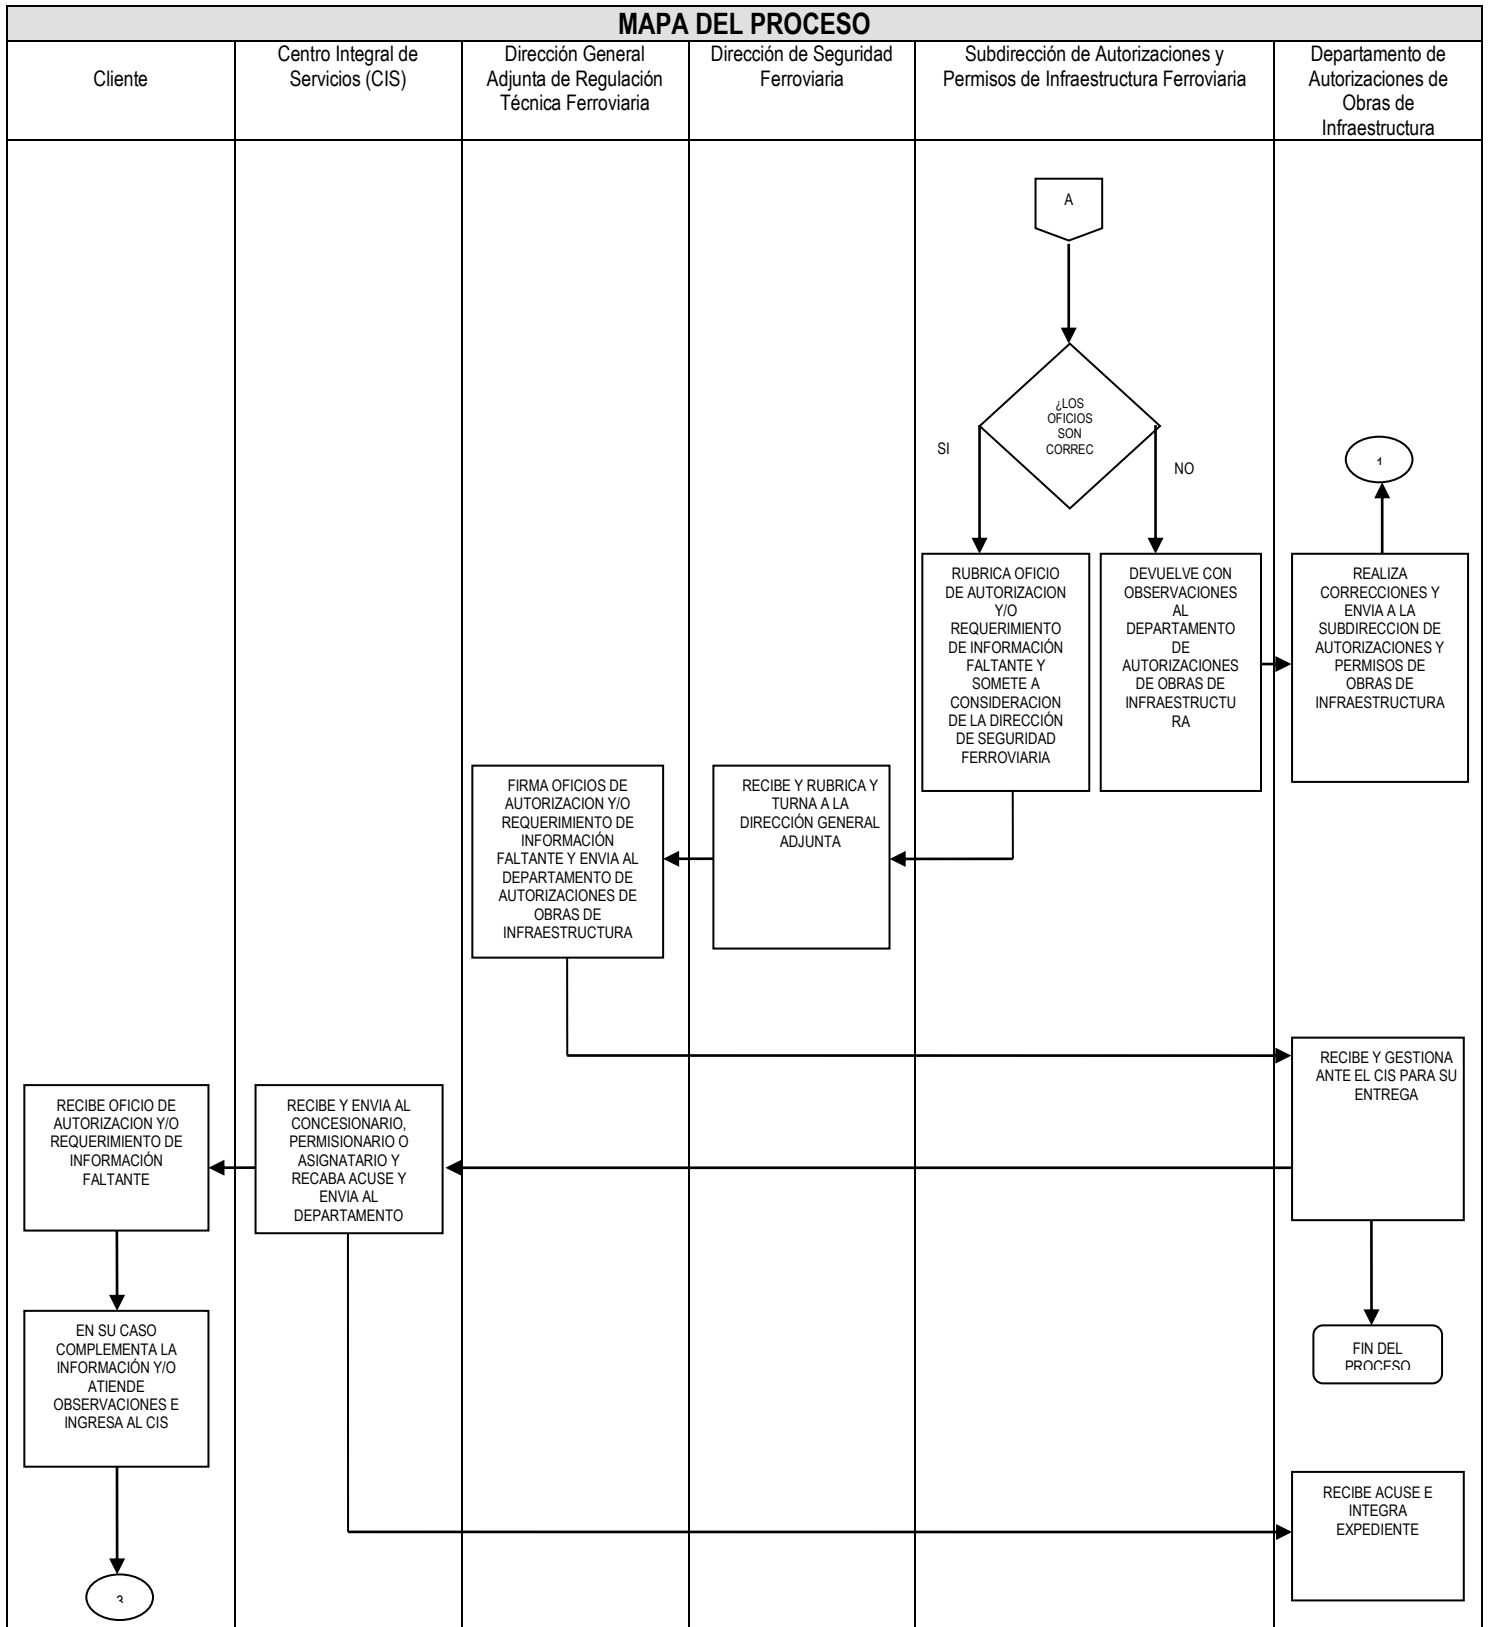 MAPA DEL PROCESO
Cliente
Centro Integral de
Servicios (CIS)
Dirección General
Adjunta de Regulación
Técnica Ferroviaria
Dirección de Seguridad
Ferroviaria
Subdirección de Autorizaciones y
Permisos de Infraestructura Ferroviaria
Departamento de
Autorizaciones de
Obras de
Infraestructura
A
¿LOS
OFICIOS
SON
CORREC
SI
NO
1
RUBRICA OFICIO
DE AUTORIZACION
Y/O
REQUERIMIENTO
DE INFORMACIÓN
FALTANTE Y
SOMETE A
CONSIDERACION
DE LA DIRECCIÓN
DE SEGURIDAD
FERROVIARIA
DEVUELVE CON
OBSERVACIONES
AL
DEPARTAMENTO
DE
AUTORIZACIONES
DE OBRAS DE
INFRAESTRUCTU
RA
REALIZA
CORRECCIONES Y
ENVIA A LA
SUBDIRECCION DE
AUTORIZACIONES Y
PERMISOS DE
OBRAS DE
INFRAESTRUCTURA
FIRMA OFICIOS DE
AUTORIZACION Y/O
REQUERIMIENTO DE
INFORMACIÓN
FALTANTE Y ENVIA AL
DEPARTAMENTO DE
AUTORIZACIONES DE
OBRAS DE
INFRAESTRUCTURA
RECIBE Y RUBRICA Y
TURNA A LA
DIRECCIÓN GENERAL
ADJUNTA
RECIBE Y GESTIONA
ANTE EL CIS PARA SU
ENTREGA
RECIBE OFICIO DE
AUTORIZACION Y/O
REQUERIMIENTO DE
INFORMACIÓN
FALTANTE
RECIBE Y ENVIA AL
CONCESIONARIO,
PERMISIONARIO O
ASIGNATARIO Y
RECABA ACUSE Y
ENVIA AL
DEPARTAMENTO
EN SU CASO
COMPLEMENTA LA
INFORMACIÓN Y/O
ATIENDE
OBSERVACIONES E
INGRESA AL CIS
FIN DEL
PROCESO
RECIBE ACUSE E
INTEGRA
EXPEDIENTE
3